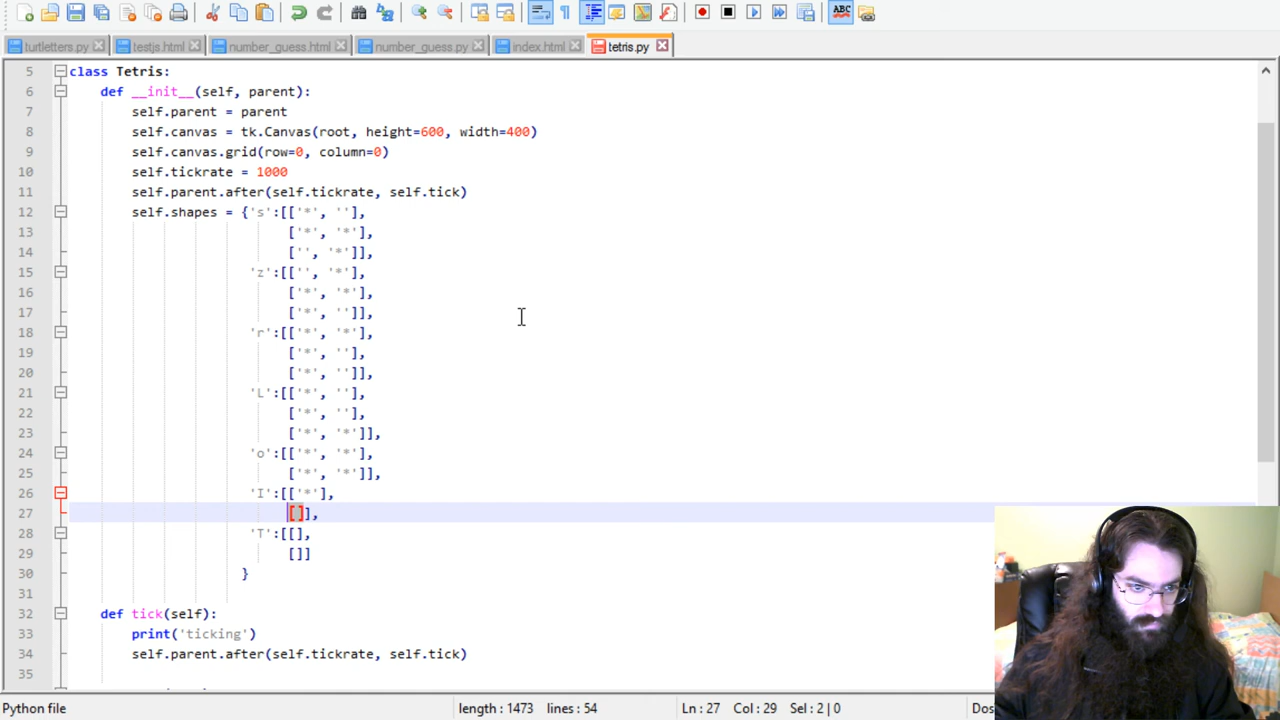 turtletters.py testjs.html number_guess.html number_guess.py index.html tetris.py
5 class Tetris:
6 def __init__(self, parent):
7 self.parent = parent
8 self.canvas = tk.Canvas(root, height=600, width=400)
9 self.canvas.grid(row=0, column=0)
10 self.tickrate = 1000
11 self.parent.after(self.tickrate, self.tick)
12 self.shapes = {'s':[['*', ''],
13 ['*', '*'],
14 ['', '*']],
15 'z':[['', '*'],
16 ['*', '*'],
17 ['*', '']],
18 'r':[['*', '*'],
19 ['*', ''],
20 ['*', '']],
21 'L':[['*', ''],
22 ['*', ''],
23 ['*', '*']],
24 'o':[['*', '*'],
25 ['*', '*']],
26 'I':[['*'],
27 []],
28 'T':[[],
29 []]
30 }
31
32 def tick(self):
33 print('ticking')
34 self.parent.after(self.tickrate, self.tick)
35
Python file length : 1473 lines : 54 Ln : 27 Col : 29 Sel : 2 | 0 Dos
ABC